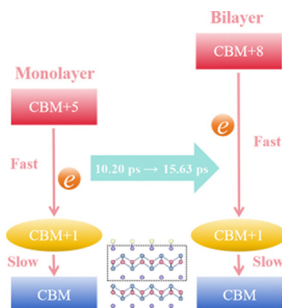 Bilayer
CBM+8
Monolayer
CBM+5
e
Fast
Fast
e
10.20 ps → 15.63 ps
CBM+1
CBM+1
Slow
Slow
CBM
CBM